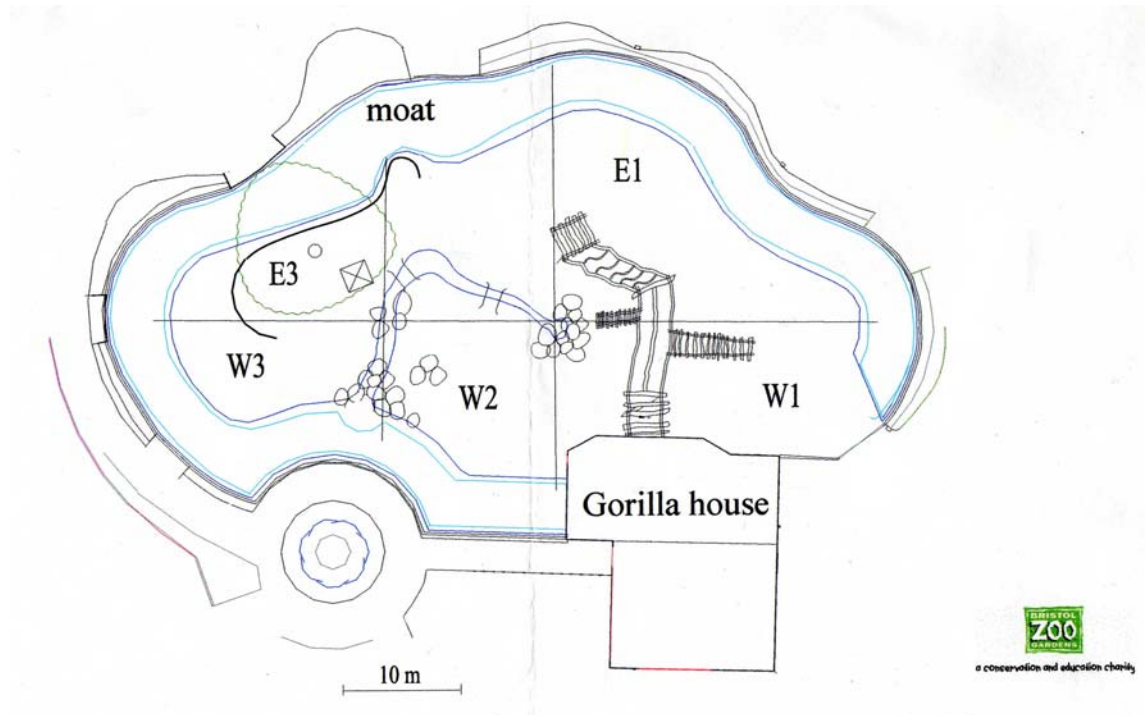 moat
E1
E3
W3
W2
W1
Gorilla house
10 m
BRISTOL
ZOO
GARDENS
a conservation and education charity